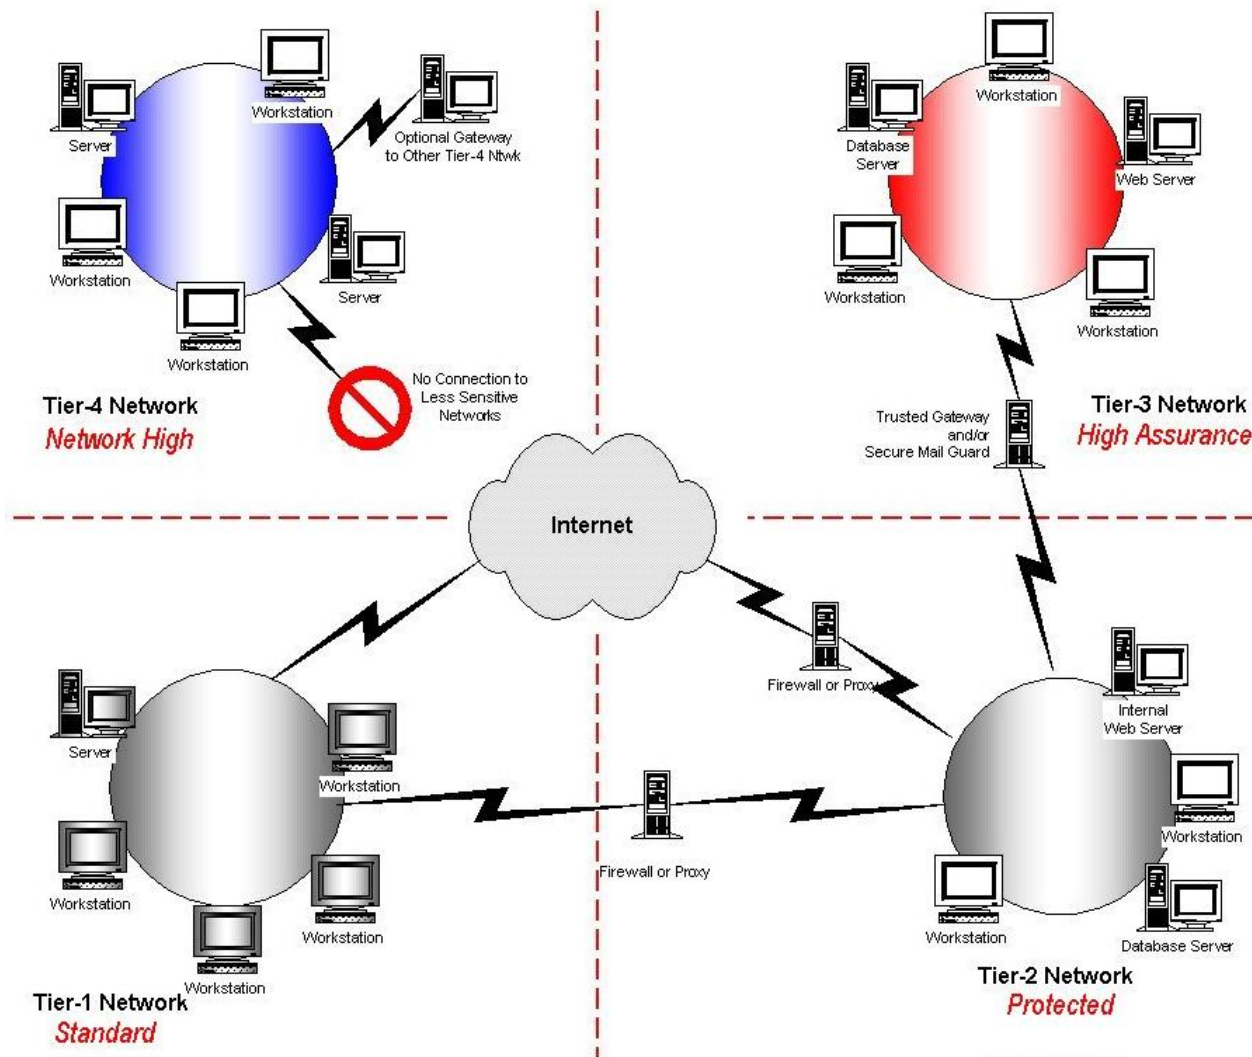 Workstation
Server
Optional Gateway
to Other Tier-4 Ntwk
Workstation
Server
Workstation
No Connection to
Less Sensitive
Networks
Tier-4 Network
Network High
Workstation
Database
Server
Web Server
Workstation
Workstation
Trusted Gateway
and/or
Secure Mail Guard
Tier-3 Network
High Assurance
Internet
Server
Workstation
Workstation
Workstation
Workstation
Tier-1 Network
Standard
Firewall or Proxy
Firewall or Proxy
Internal
Web Server
Workstation
Workstation
Database Server
Tier-2 Network
Protected